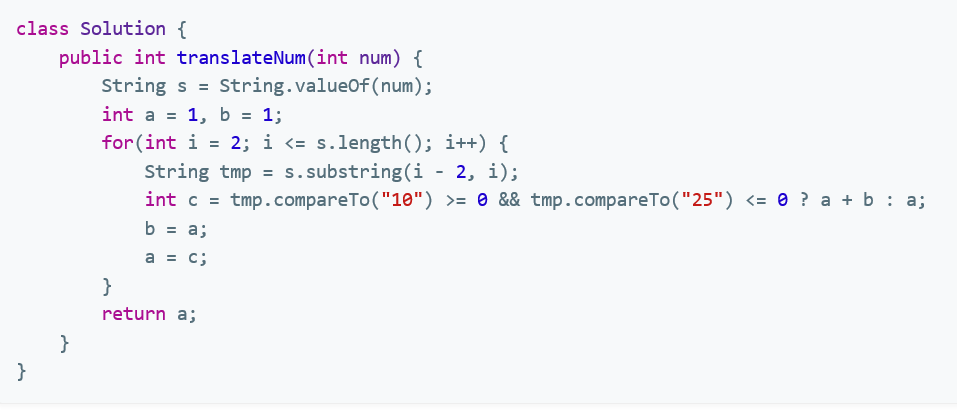 class Solution {
    public int translateNum(int num) {
        String s = String.valueOf(num);
        int a = 1, b = 1;
        for(int i = 2; i <= s.length(); i++) {
            String tmp = s.substring(i - 2, i);
            int c = tmp.compareTo("10") >= 0 && tmp.compareTo("25") <= 0 ? a + b : a;
            b = a;
            a = c;
        }
        return a;
    }
}